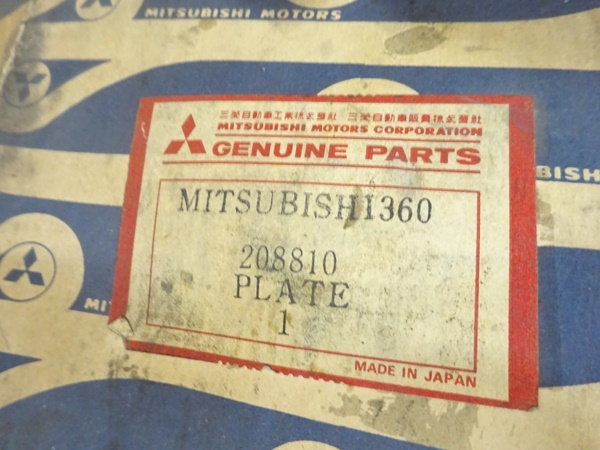 MITSUBISHI MOTORS
三菱自動車工業株式会社 三菱自動車販売株式会社
MITSUBISHI MOTORS CORPORATION
GENUINE PARTS
MITSUBISHI360
208810
PLATE
1
MADE IN JAPAN
BISH
MI